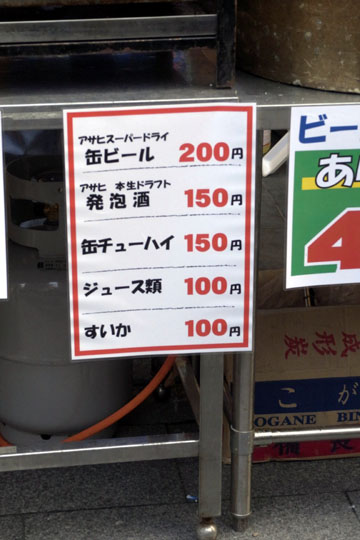 アサヒスーパードライ
缶ビール 200円
アサヒ 本生ドラフト
発泡酒 150円
缶チューハイ 150円
ジュース類 100円
すいか 100円
ビー
あ
4
成形炭
こが
OGANE BIN